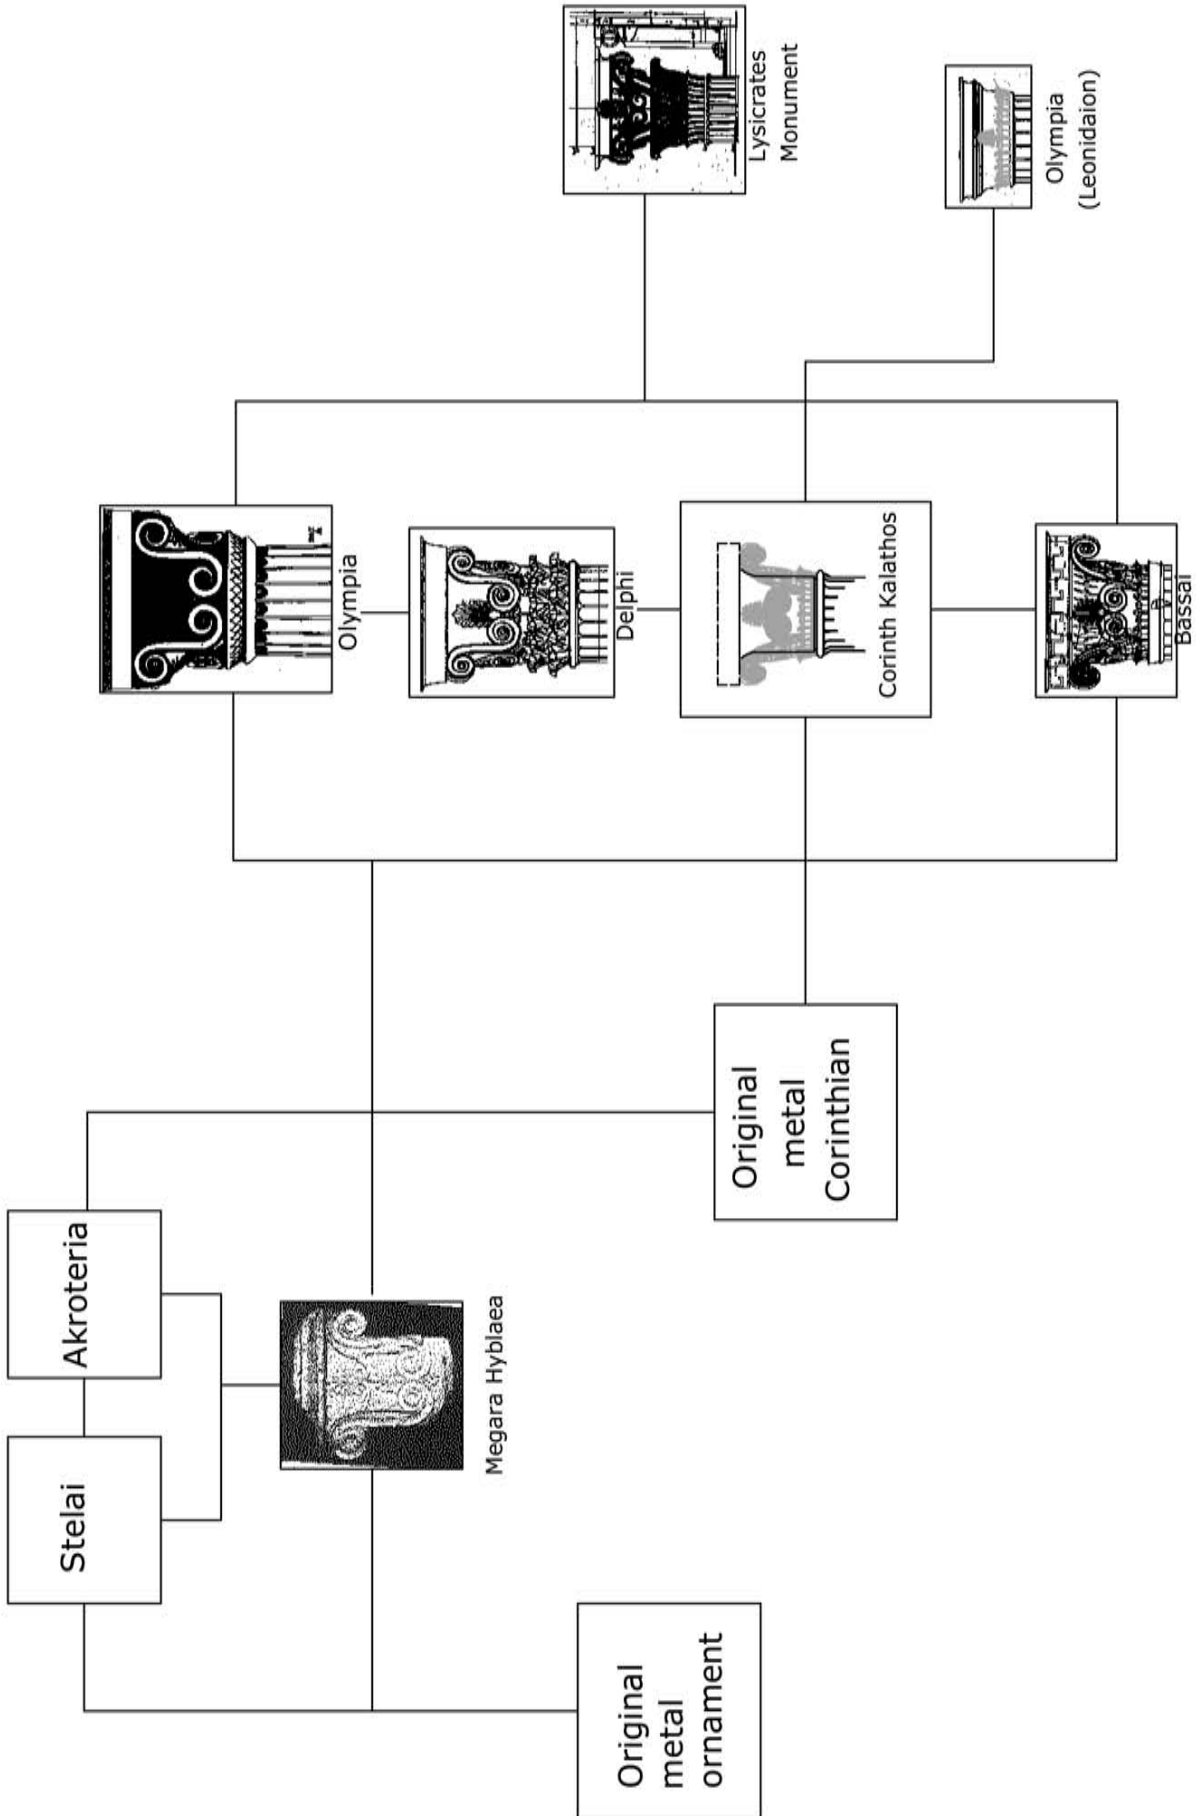 Stelai
Akroteria
Megara Hyblaea
Original
metal
ornament
Original
metal
Corinthian
Olympia
Delphi
Corinth Kalathos
Bassai
Lysicrates
Monument
Olympia
(Leonidaion)